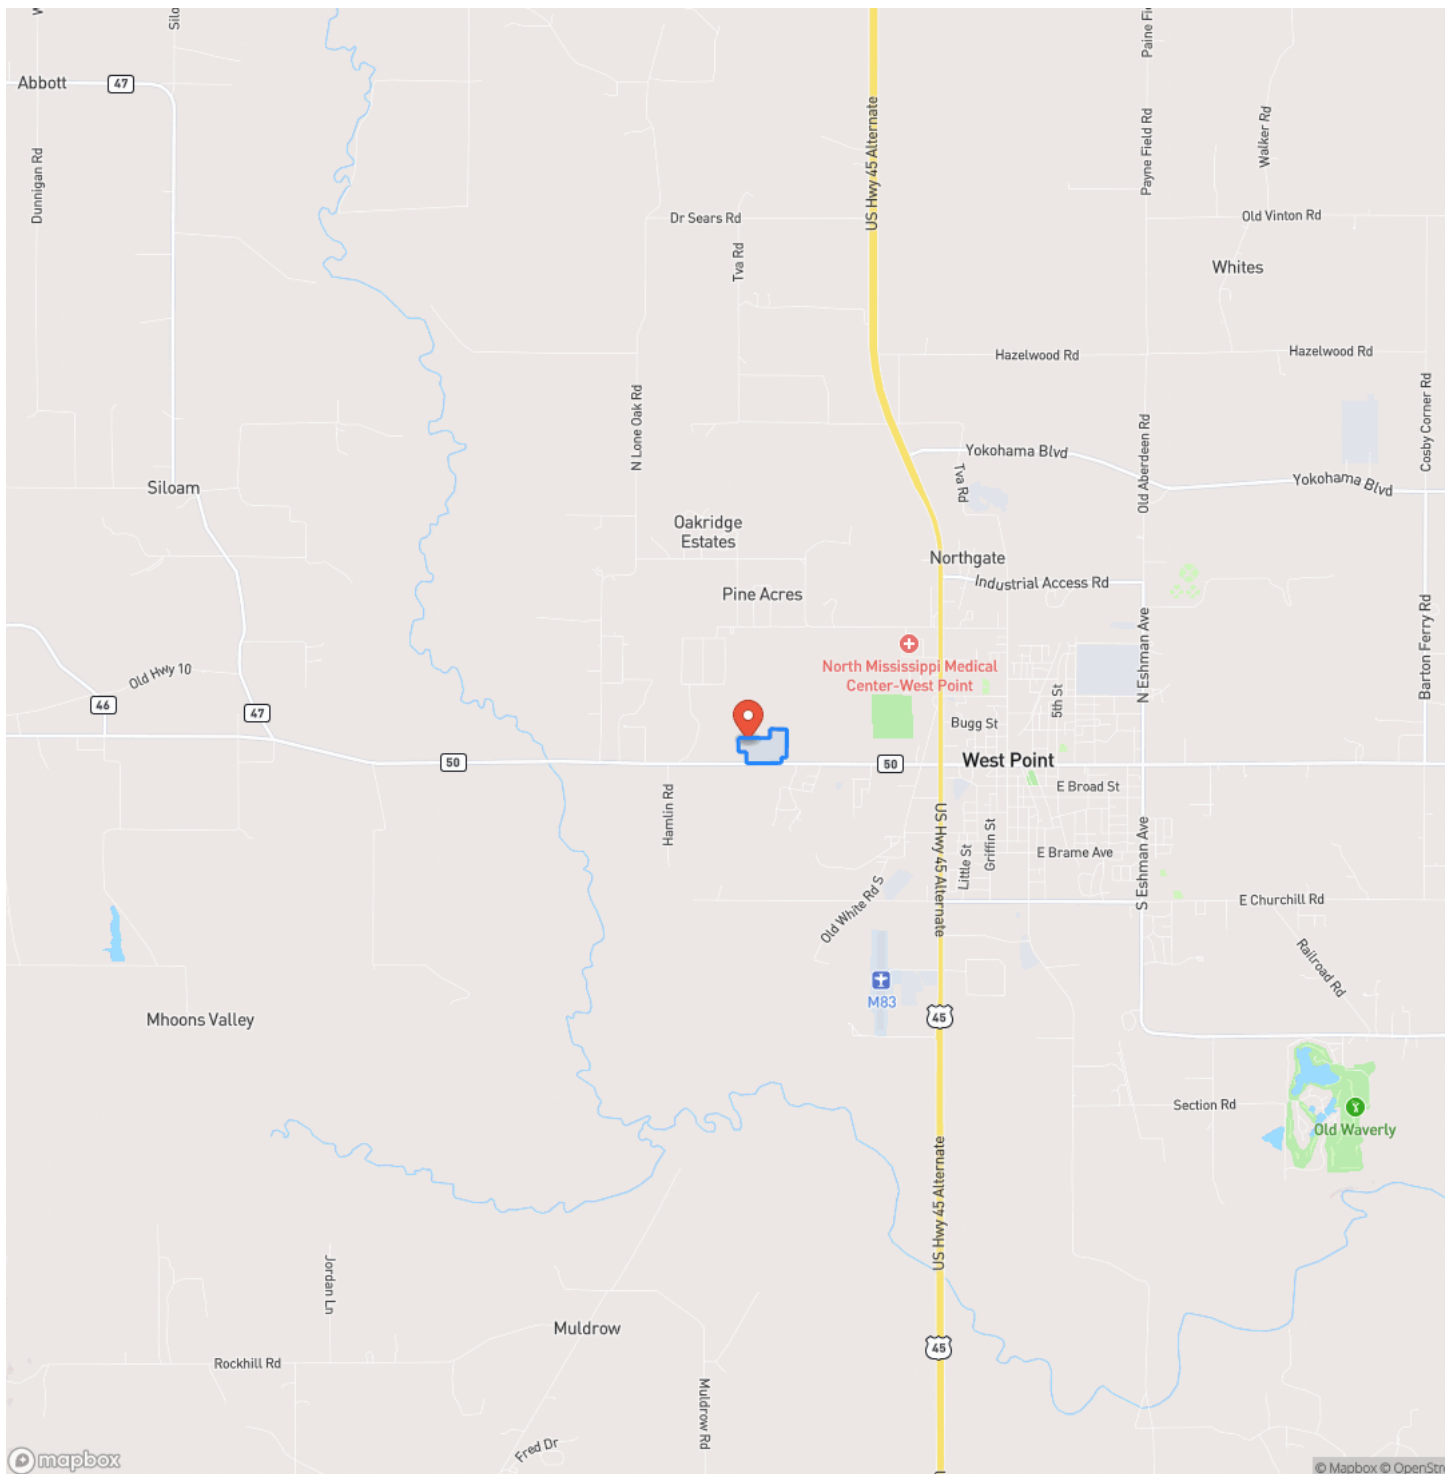 Abbott
47
Dunnigan Rd
US Hwy 45 Alternate
Paine Fi
Payne Field Rd
Walker Rd
Dr Sears Rd
Tva Rd
Old Vinton Rd
Whites
Hazelwood Rd
Hazelwood Rd
N Lone Oak Rd
Cosby Corner Rd
Old Aberdeen Rd
Yokohama Blvd
Tva Rd
Yokohama Blvd
Siloam
Oakridge
Estates
Northgate
Industrial Access Rd
Pine Acres
N Eshman Ave
Barton Ferry Rd
North Mississippi Medical
Center-West Point
Old Hwy 10
46
47
5th St
Bugg St
50
50
West Point
E Broad St
Hamlin Rd
US Hwy 45 Alternate
Griffin St
Little St
E Brame Ave
S Eshman Ave
Old White Rd S
E Churchill Rd
Railroad Rd
M83
45
Mhoons Valley
Section Rd
Old Waverly
US Hwy 45 Alternate
Jordan Ln
Muldrow
45
Rockhill Rd
Muldrow Rd
Fred Dr
mapbox
© Mapbox © OpenStre